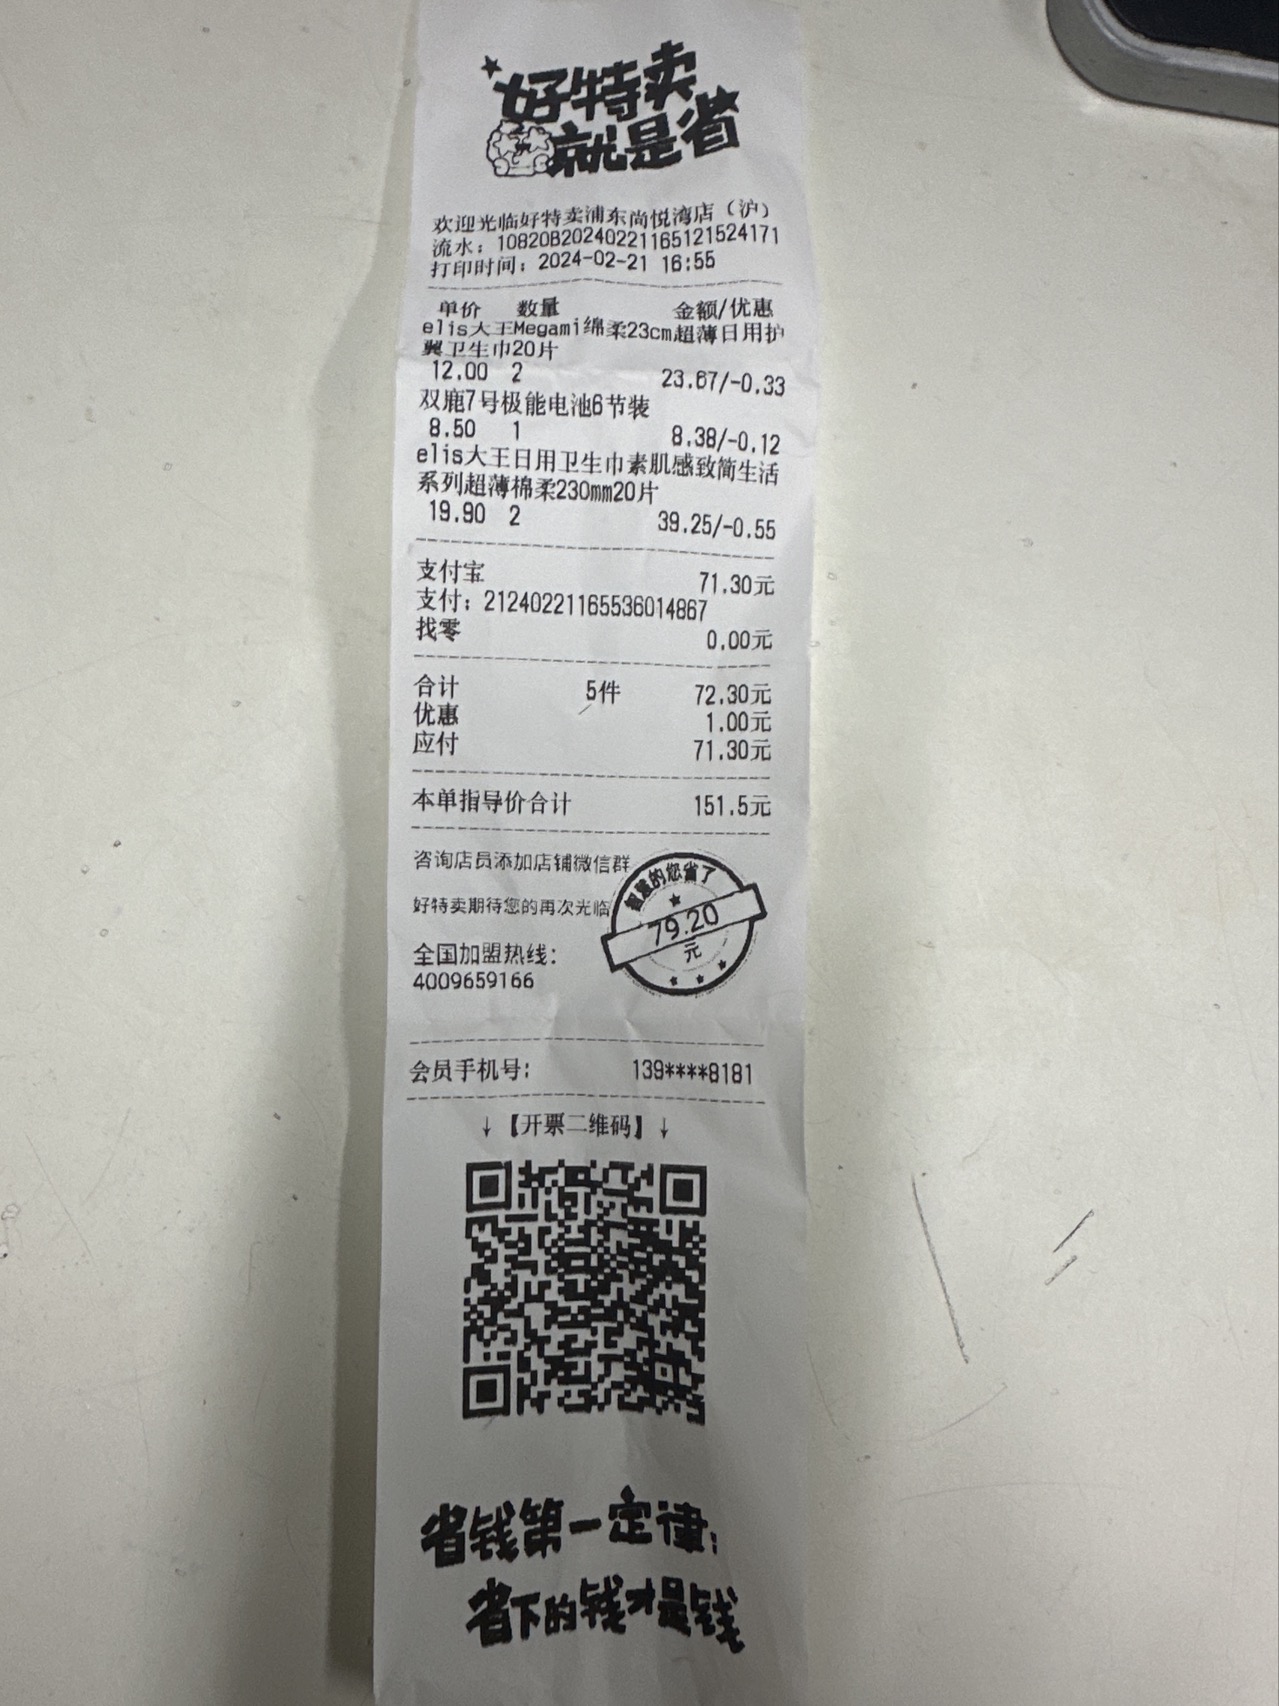 好特卖
就是省
欢迎光临好特卖浦东尚悦湾店（沪）
流水：10820B202402211651215​24171
打印时间：2024-02-21 16:55
单价 数量 金额/优惠
elis大王Megami绵柔23cm超薄日用护
翼卫生巾20片
12.00 2 23.67/-0.33
双鹿7号极能电池6节装
8.50 1 8.38/-0.12
elis大王日用卫生巾素肌感致简生活
系列超薄棉柔230mm20片
19.90 2 39.25/-0.55
支付宝 71.30元
支付：212402211655360​14867
找零 0.00元
合计 5件 72.30元
优惠 1.00元
应付 71.30元
本单指导价合计 151.5元
咨询店员添加店铺微信群
好特卖期待您的再次光临
智慧的您省了
79.20
元
全国加盟热线：
4009659166
会员手机号： 139****8181
↓【开票二维码】↓
省钱第一定律：
省下的钱才是钱